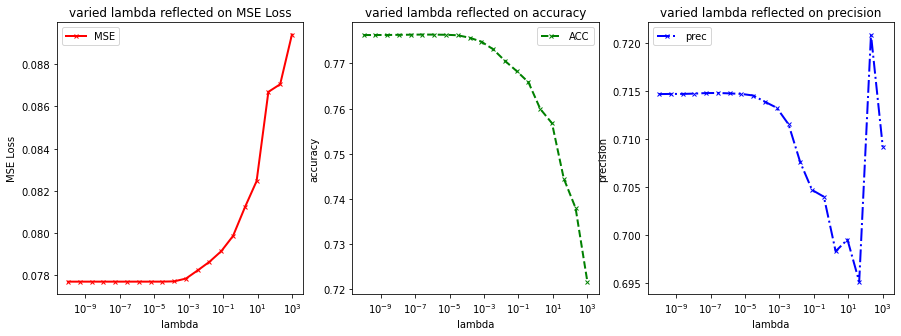 varied lambda reflected on MSE Loss
MSE
0.088
0.086
0.084
0.082
0.080
0.078
MSE Loss
10⁻⁹ 10⁻⁷ 10⁻⁵ 10⁻³ 10⁻¹ 10¹ 10³
lambda
varied lambda reflected on accuracy
ACC
0.77
0.76
0.75
0.74
0.73
0.72
accuracy
10⁻⁹ 10⁻⁷ 10⁻⁵ 10⁻³ 10⁻¹ 10¹ 10³
lambda
varied lambda reflected on precision
prec
0.720
0.715
0.710
0.705
0.700
0.695
precision
10⁻⁹ 10⁻⁷ 10⁻⁵ 10⁻³ 10⁻¹ 10¹ 10³
lambda